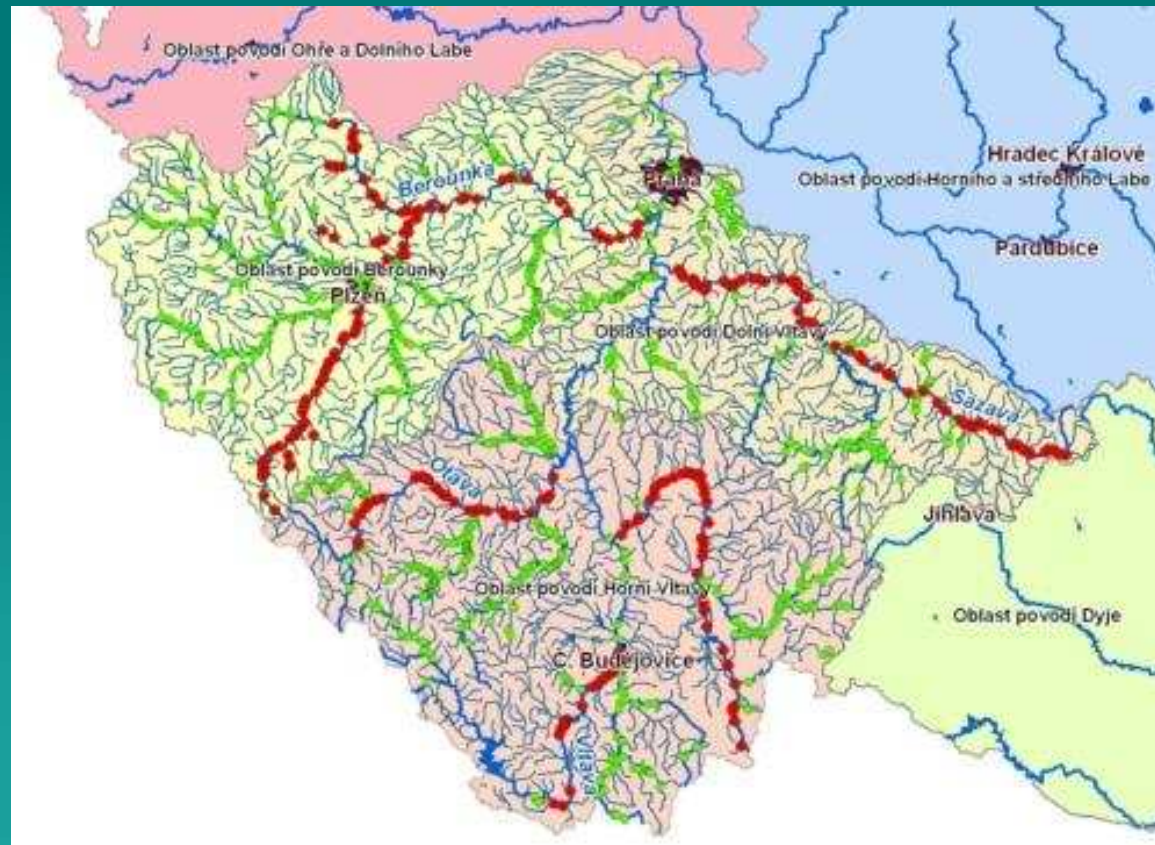 Oblast povodí Ohře a Dolního Labe
Hradec Králové
Berounka
Praha
Oblast povodí Horního a středního Labe
Pardubice
Oblast povodí Berounky
Plzeň
Oblast povodí Dolní Vltavy
Sázava
Otava
Jihlava
Oblast povodí Horní Vltavy
Oblast povodí Dyje
Č. Budějovice
Vltava